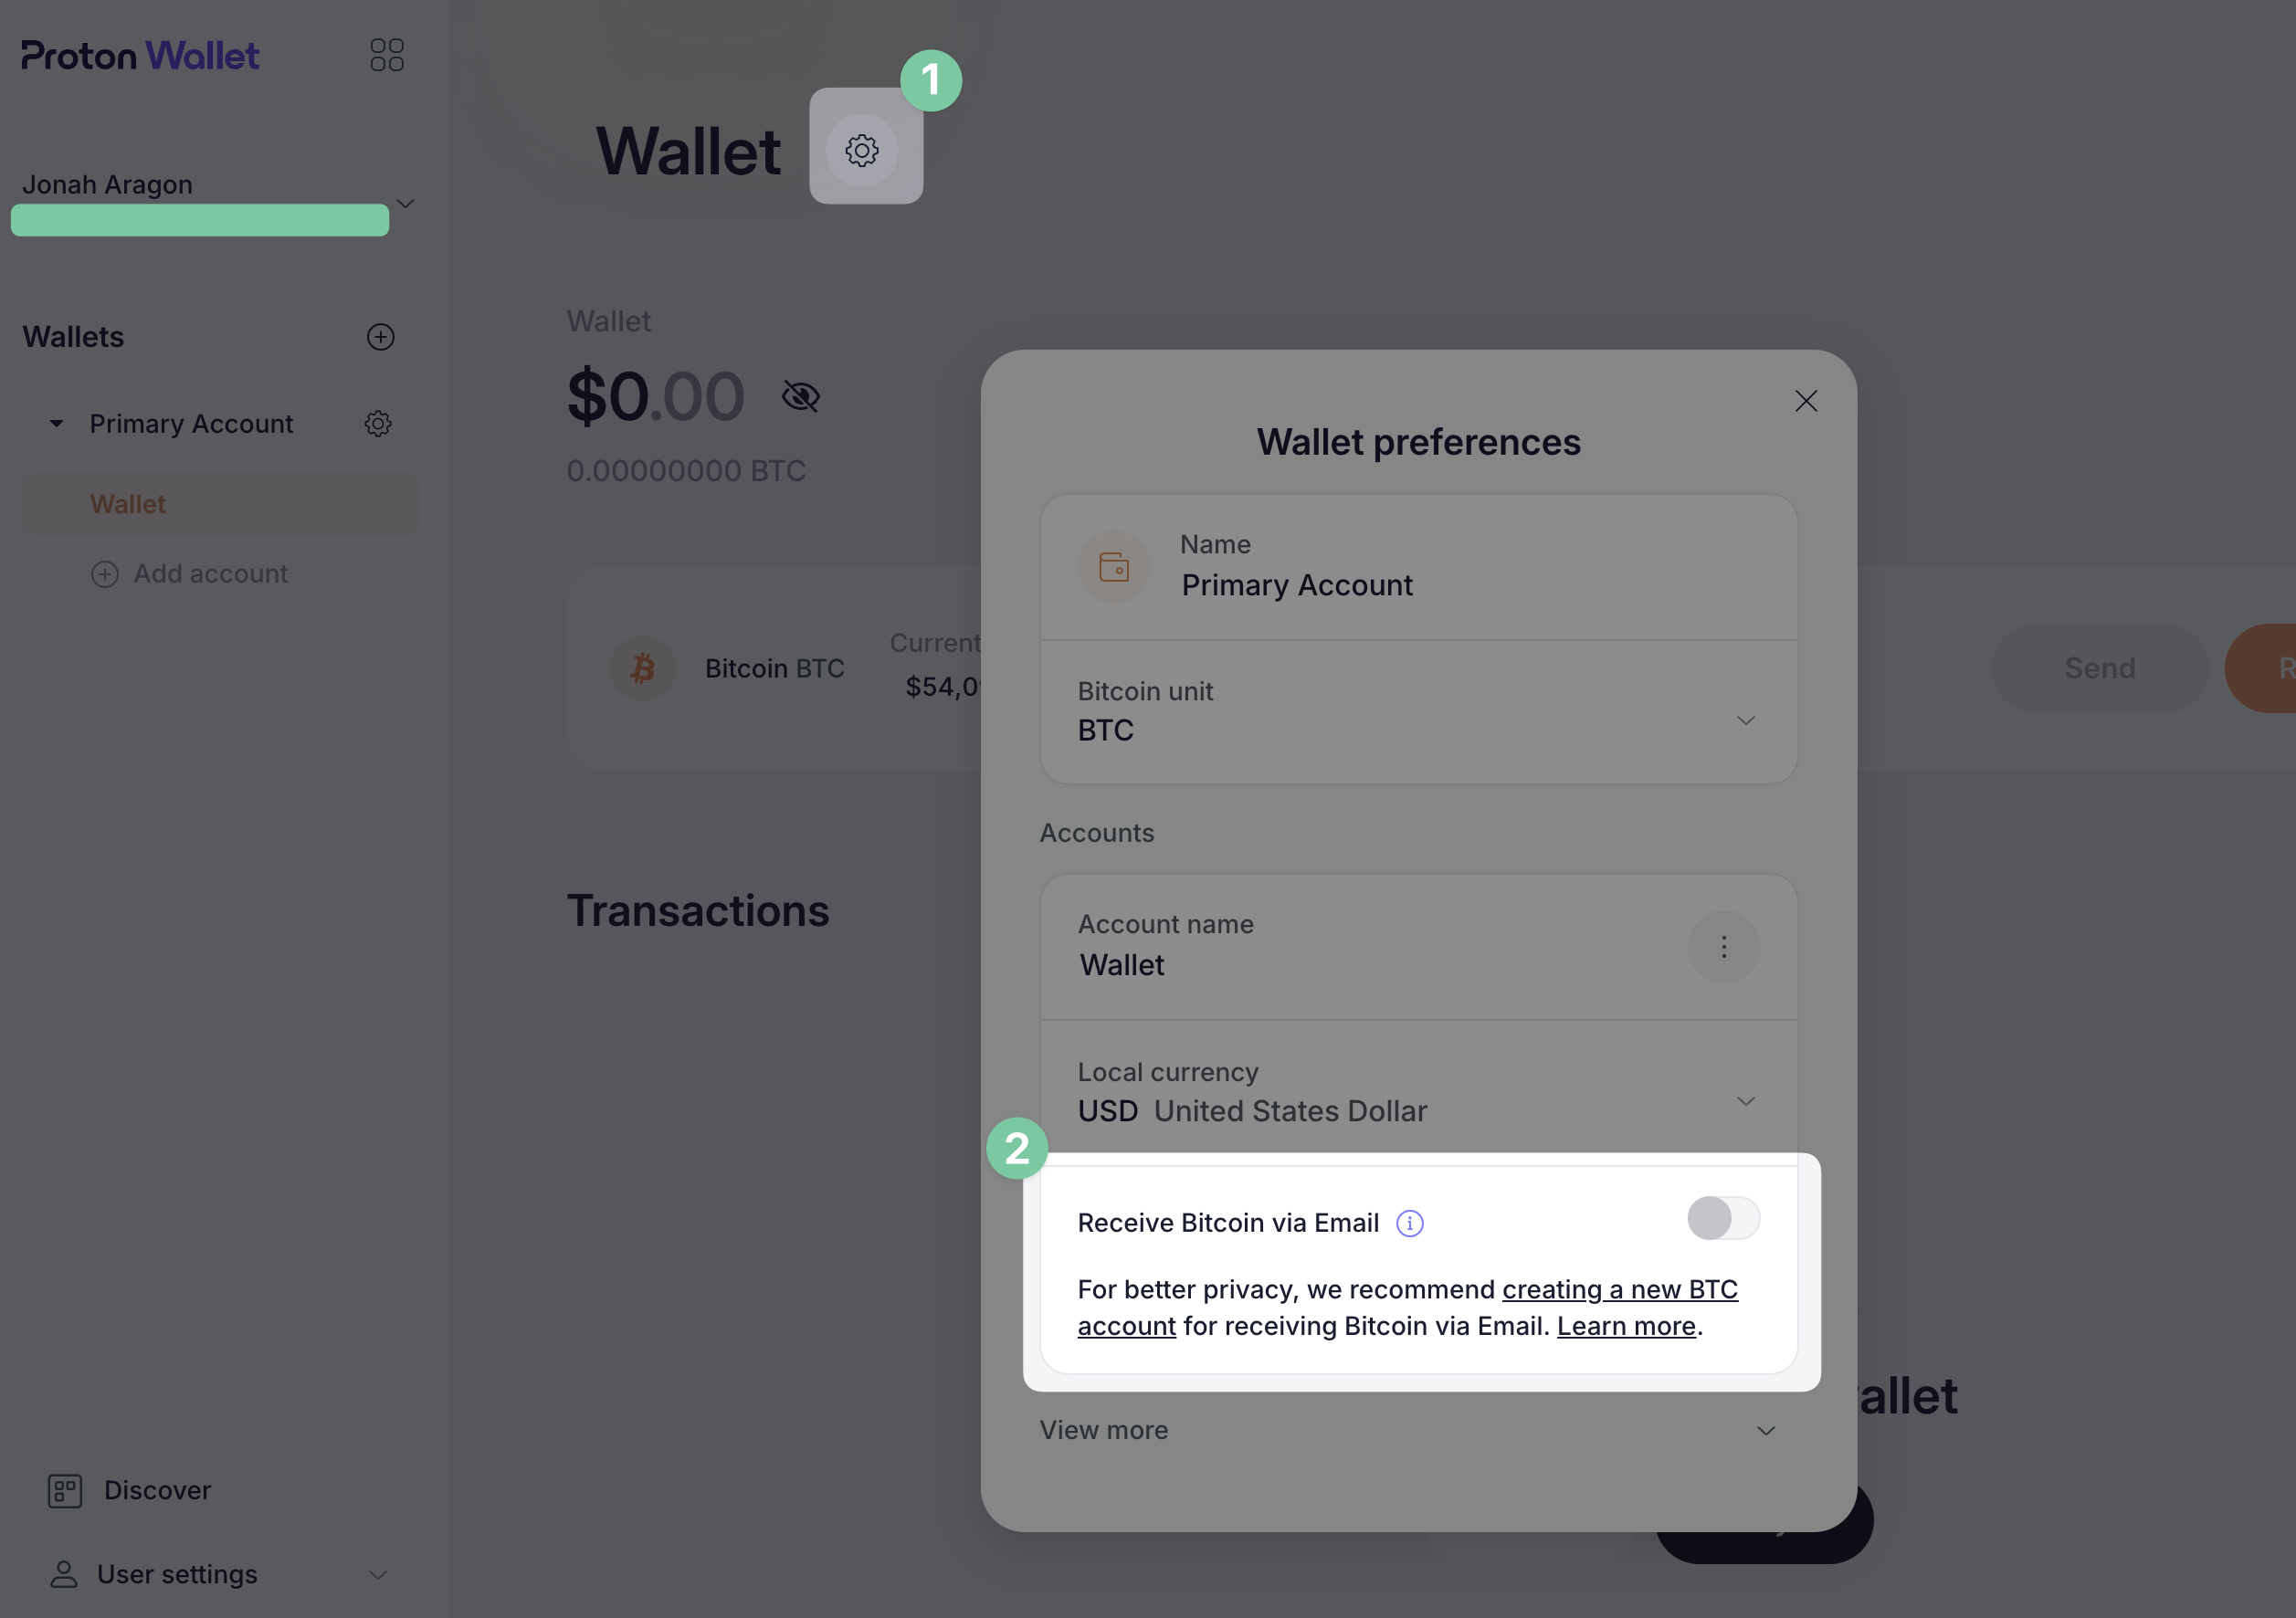 Proton Wallet
Jonah Aragon
Wallets
Primary Account
Wallet
Add account
Discover
User settings
1
Wallet
Wallet
$0.00
0.00000000 BTC
Bitcoin BTC
Current
$54,0
Send
R
Transactions
Wallet preferences
Name
Primary Account
Bitcoin unit
BTC
Accounts
Account name
Wallet
Local currency
USD United States Dollar
2
Receive Bitcoin via Email
For better privacy, we recommend creating a new BTC
account for receiving Bitcoin via Email. Learn more.
View more
allet